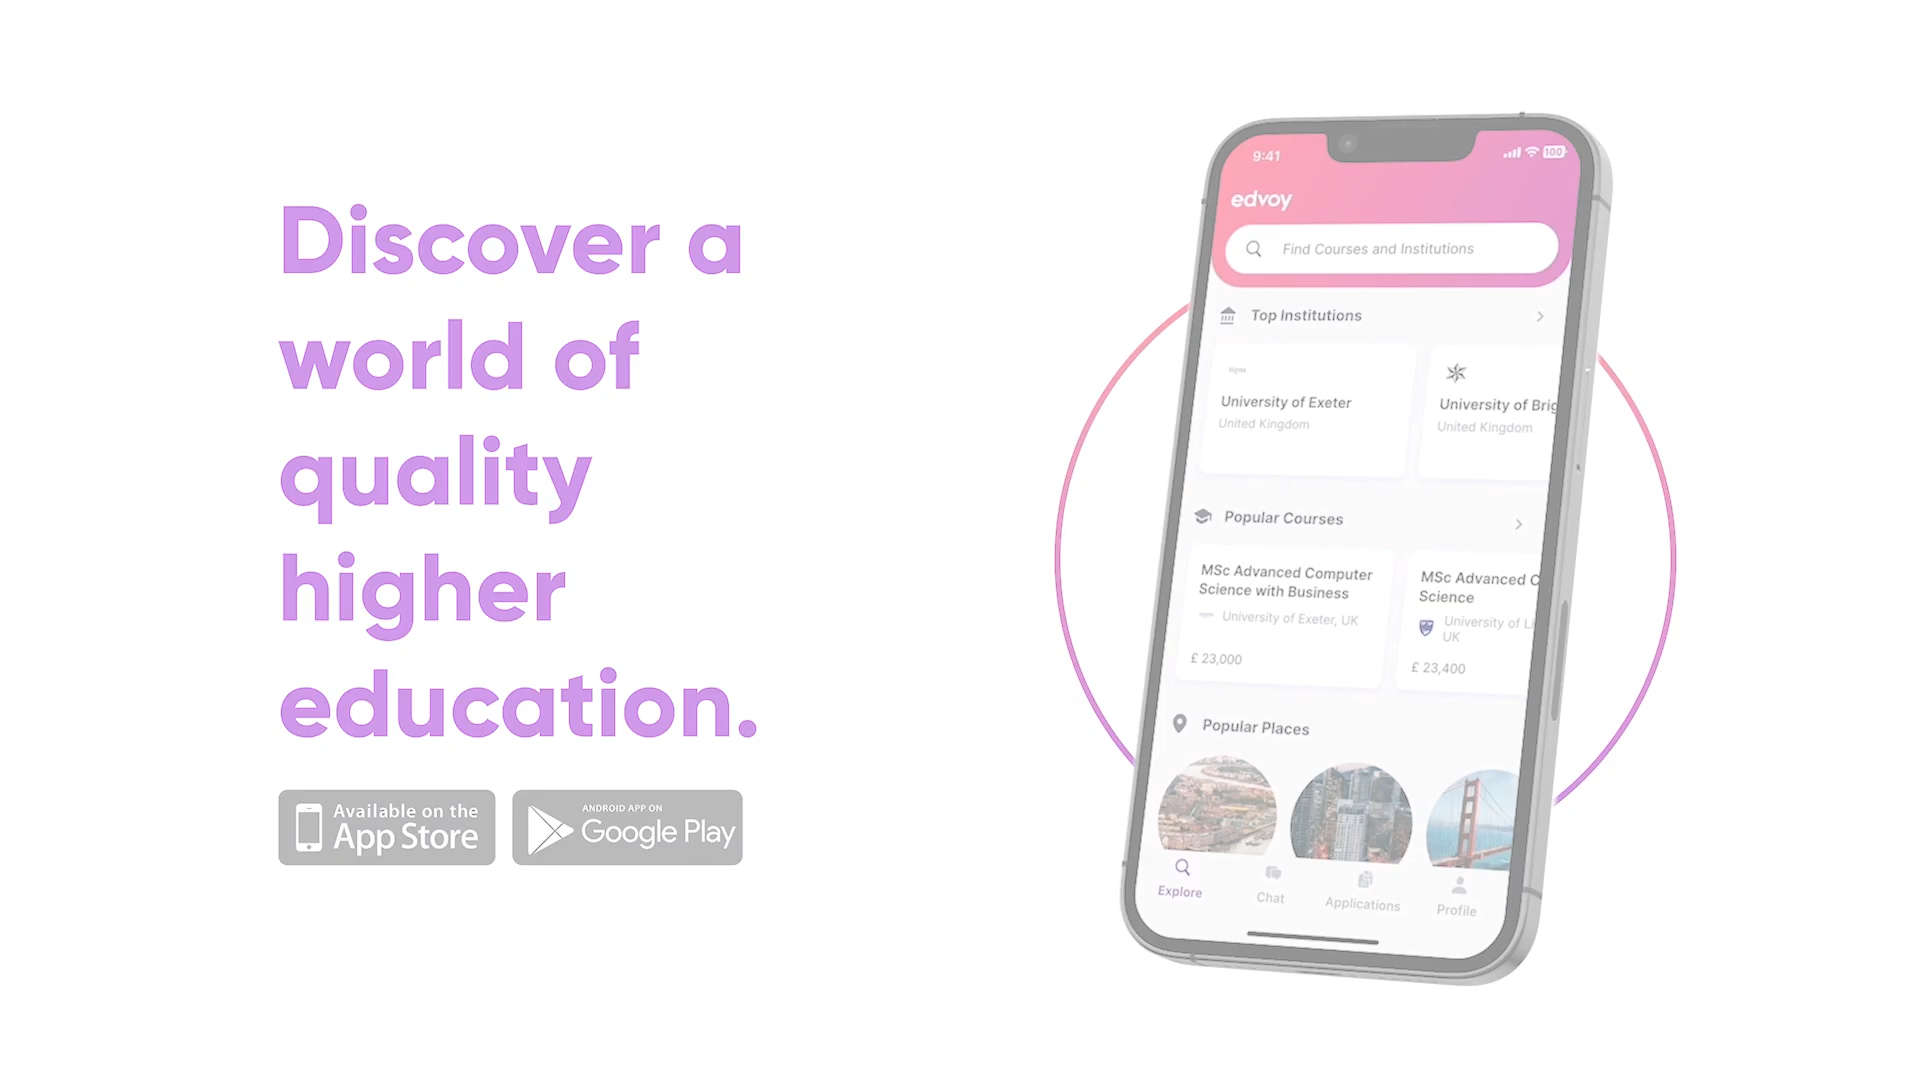 Discover a
world of
quality
higher
education.
Available on the
App Store
ANDROID APP ON
Google Play
9:41
100
edvoy
Find Courses and Institutions
Top Institutions
University of Exeter
United Kingdom
University of Brig
United Kingdom
Popular Courses
MSc Advanced Computer
Science with Business
University of Exeter, UK
£ 23,000
MSc Advanced C
Science
University of Li
UK
£ 23,400
Popular Places
Explore
Chat
Applications
Profile